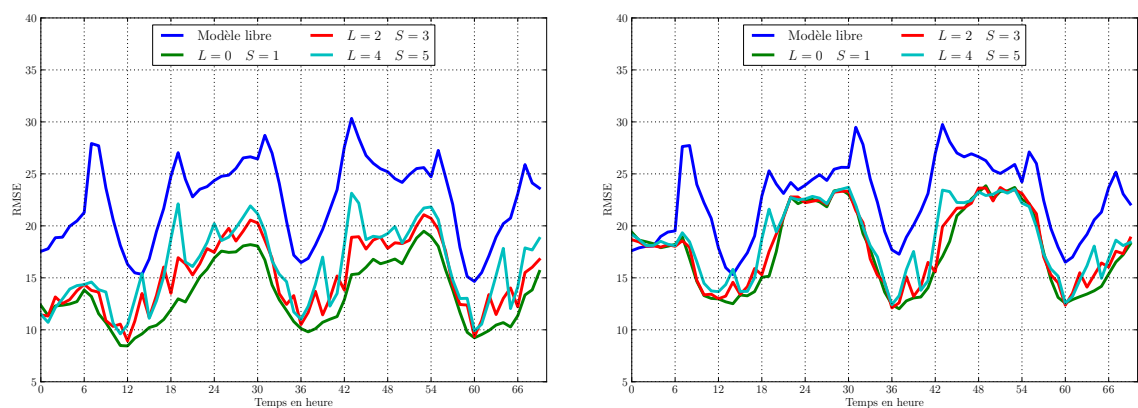 40
35
30
25
20
15
10
5
RMSE
Modèle libre
L = 0 S = 1
L = 2 S = 3
L = 4 S = 5
0 6 12 18 24 30 36 42 48 54 60 66
Temps en heure
40
35
30
25
20
15
10
5
RMSE
Modèle libre
L = 0 S = 1
L = 2 S = 3
L = 4 S = 5
0 6 12 18 24 30 36 42 48 54 60 66
Temps en heure